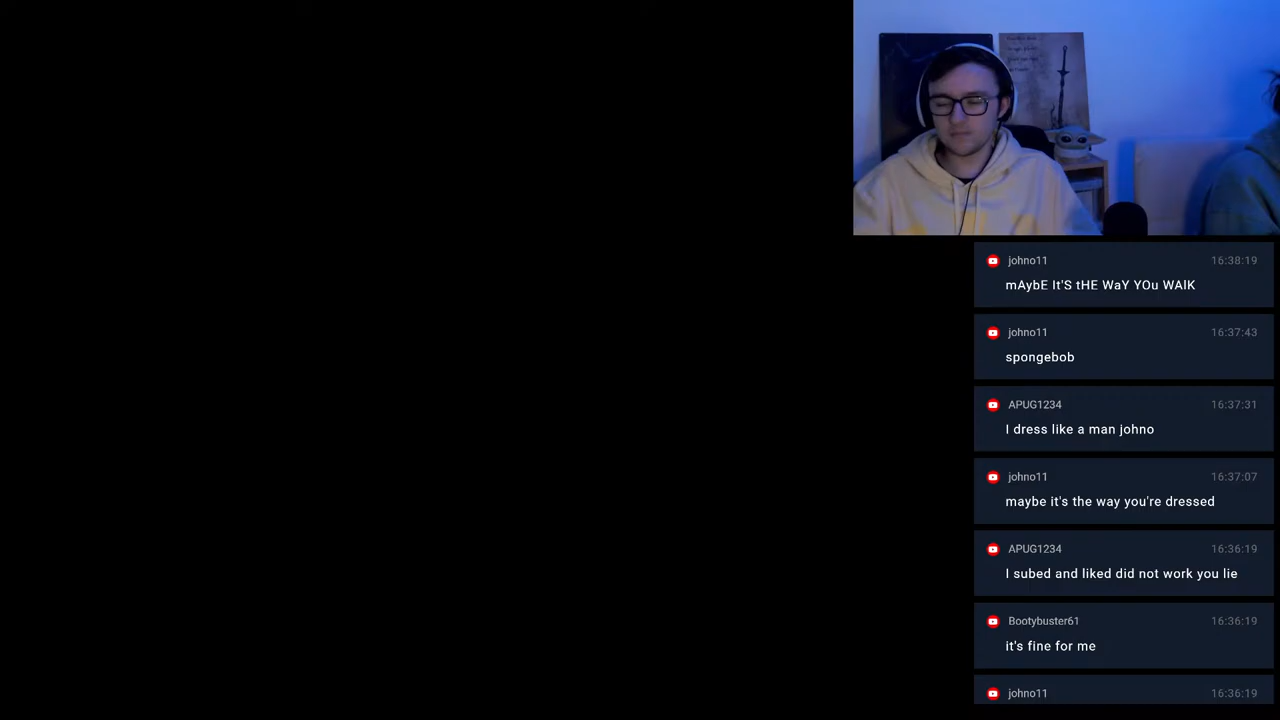 johno11 16:38:19
mAybE It'S tHE WaY YOu WAlK
johno11 16:37:43
spongebob
APUG1234 16:37:31
I dress like a man johno
johno11 16:37:07
maybe it's the way you're dressed
APUG1234 16:36:19
I subed and liked did not work you lie
Bootybuster61 16:36:19
it's fine for me
johno11 16:36:19